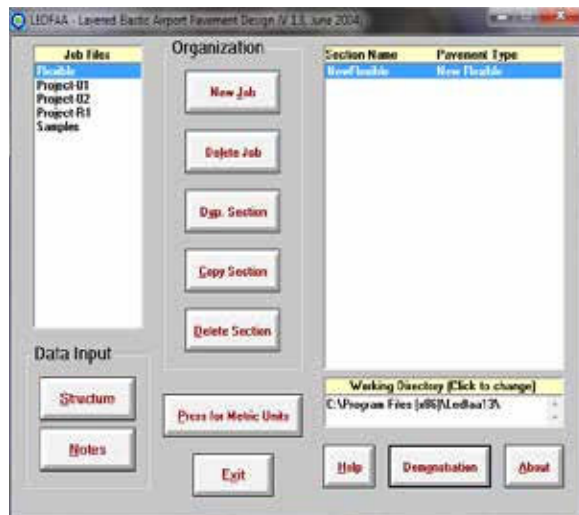 LEDFAA - Layered Elastic Airport Pavement Design (V 1.3, June 2004)
Job Files
Flexible
Project-01
Project-02
Project-R1
Samples
Organization
New Job
Delete Job
Dup. Section
Copy Section
Delete Section
Section Name Pavement Type
NewFlexible New Flexible
Data Input
Structure
Notes
Press for Metric Units
Exit
Working Directory (Click to change)
C:\Program Files (x86)\Ledfaa13\
Help
Demonstration
About